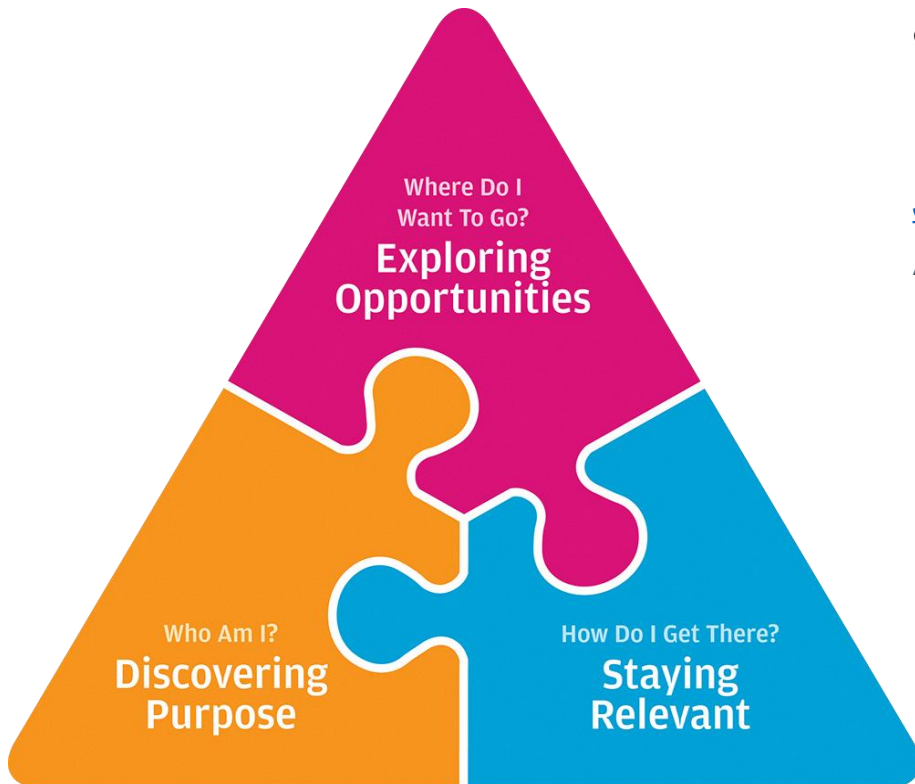 Where Do I
Want To Go?
Exploring
Opportunities
Who Am I?
Discovering
Purpose
How Do I Get There?
Staying
Relevant